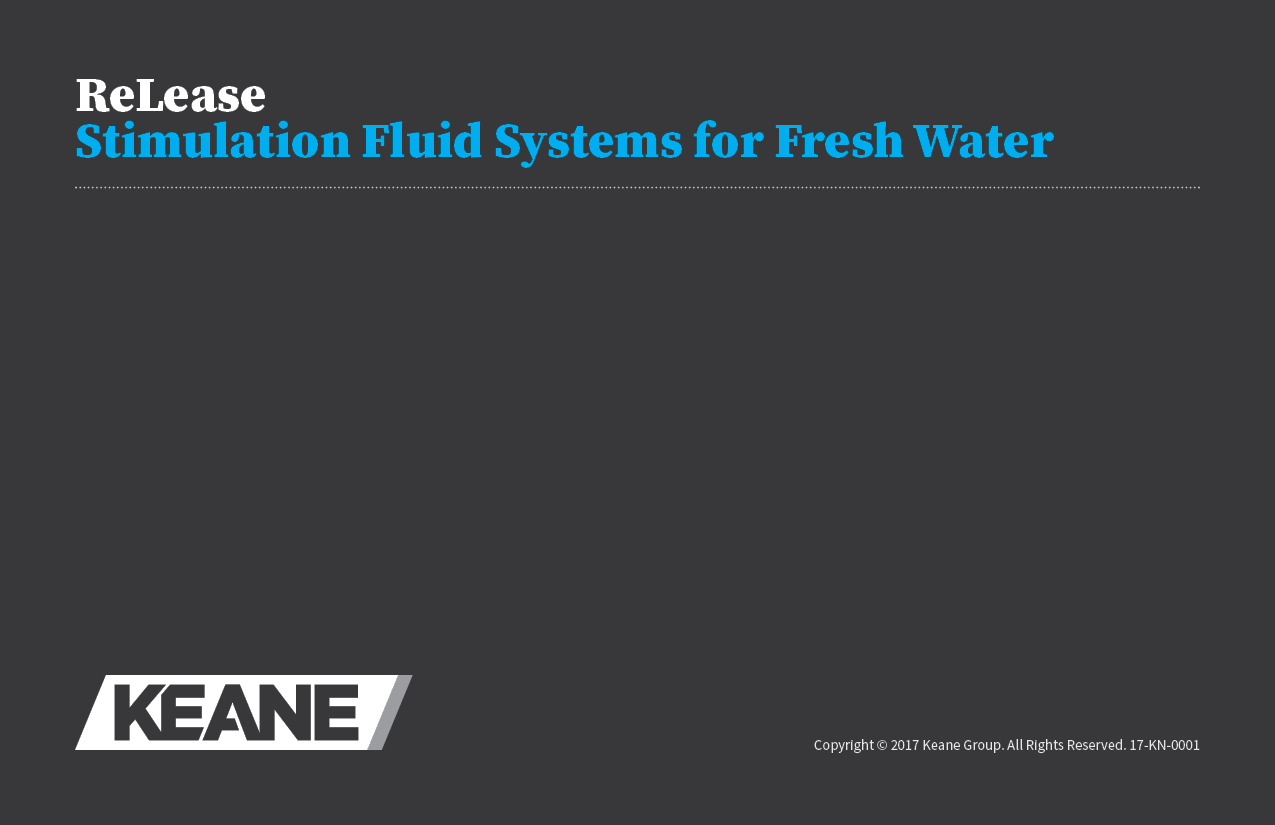 ReLease
Stimulation Fluid Systems for Fresh Water
KEANE
Copyright © 2017 Keane Group. All Rights Reserved. 17-KN-0001